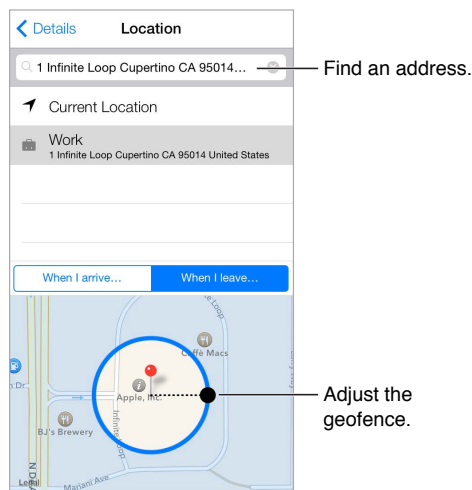 Details
Location
1 Infinite Loop Cupertino CA 95014...
Find an address.
Current Location
Work
1 Infinite Loop Cupertino CA 95014 United States
When I arrive...
When I leave...
e Loop
Caffè Macs
Apple, Inc.
Infinite Loop
n Dr
BJ's Brewery
Adjust the
geofence.
N D
Legal
Mariani Ave